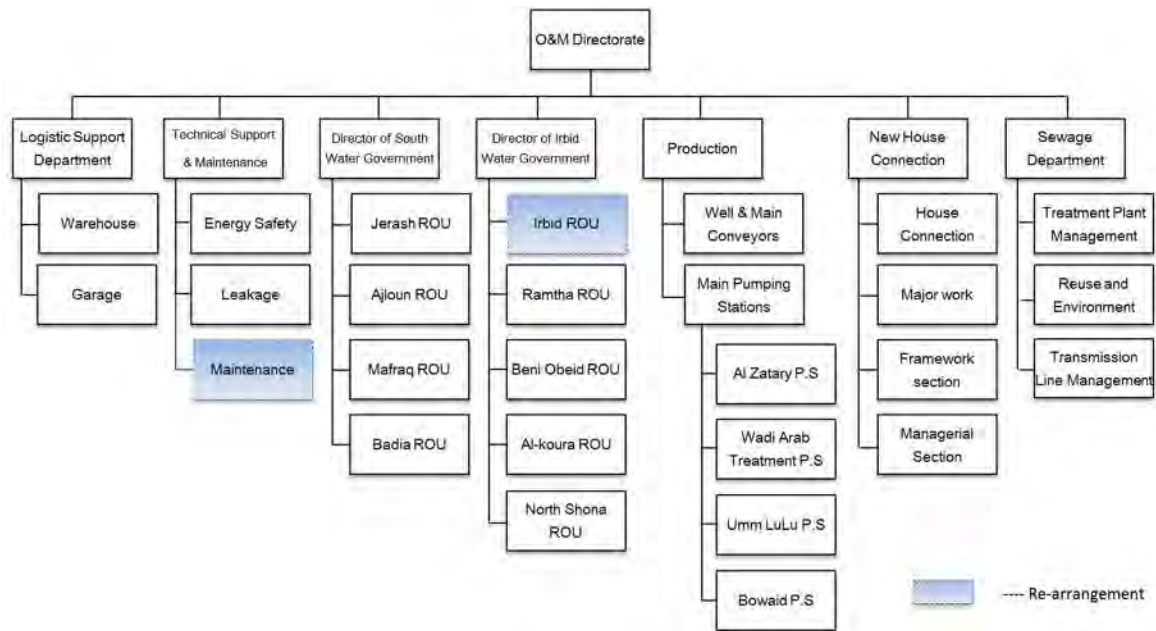 O&M Directorate
Logistic Support
Department
Technical Support
& Maintenance
Director of South
Water Government
Director of Irbid
Water Government
Production
New House
Connection
Sewage
Department
Warehouse
Garage
Energy Safety
Leakage
Maintenance
Jerash ROU
Ajloun ROU
Mafraq ROU
Badia ROU
Irbid ROU
Ramtha ROU
Beni Obeid ROU
Al-koura ROU
North Shona
ROU
Well & Main
Conveyors
Main Pumping
Stations
Al Zatary P.S
Wadi Arab
Treatment P.S
Umm LuLu P.S
Bowaid P.S
House
Connection
Major work
Framework
section
Managerial
Section
Treatment Plant
Management
Reuse and
Environment
Transmission
Line Management
---- Re-arrangement